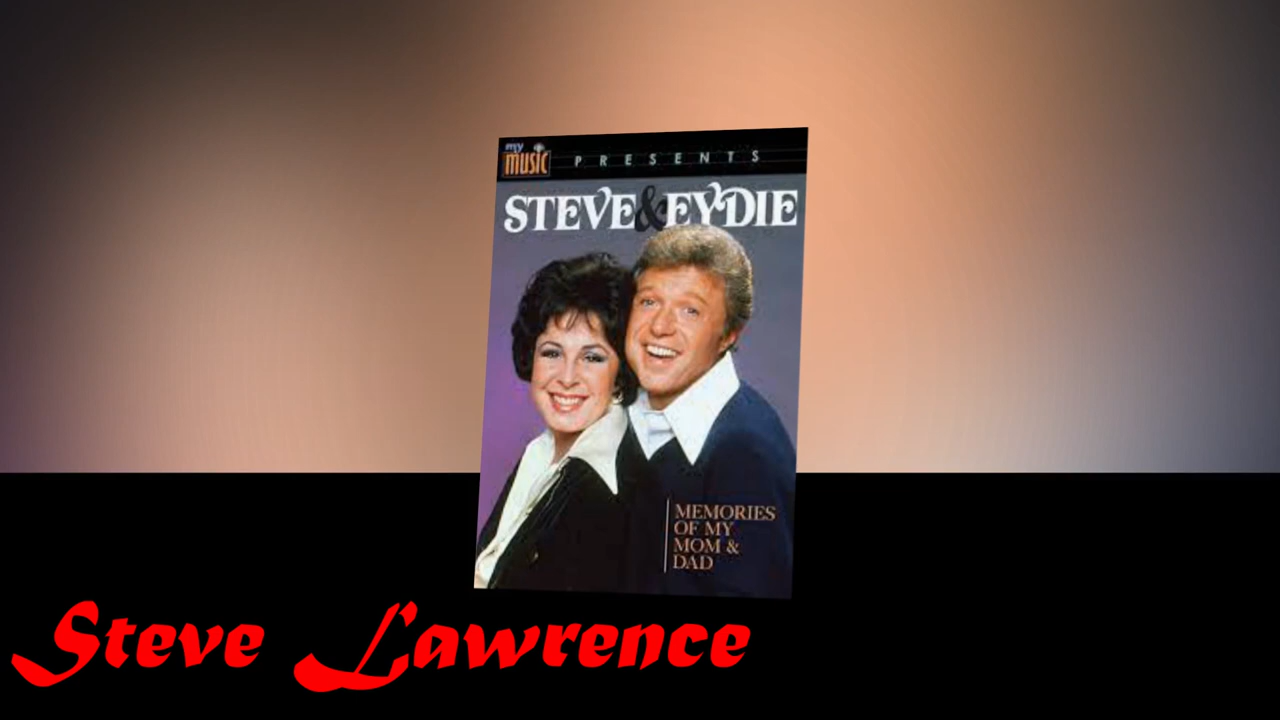 my
music
PRESENTS
STEVE & EYDIE
MEMORIES
OF MY
MOM &
DAD
Steve Lawrence